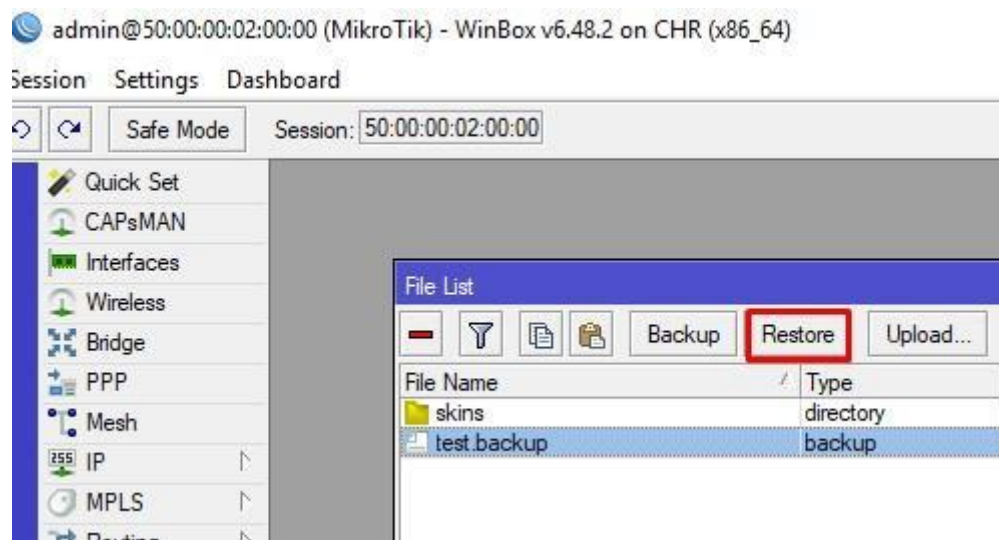 admin@50:00:00:02:00:00 (MikroTik) - WinBox v6.48.2 on CHR (x86_64)
Session Settings Dashboard
Safe Mode Session: 50:00:00:02:00:00
Quick Set
CAPsMAN
Interfaces
Wireless
Bridge
PPP
Mesh
255 IP
MPLS
Routing
File List
Backup Restore Upload...
File Name Type
skins directory
test.backup backup